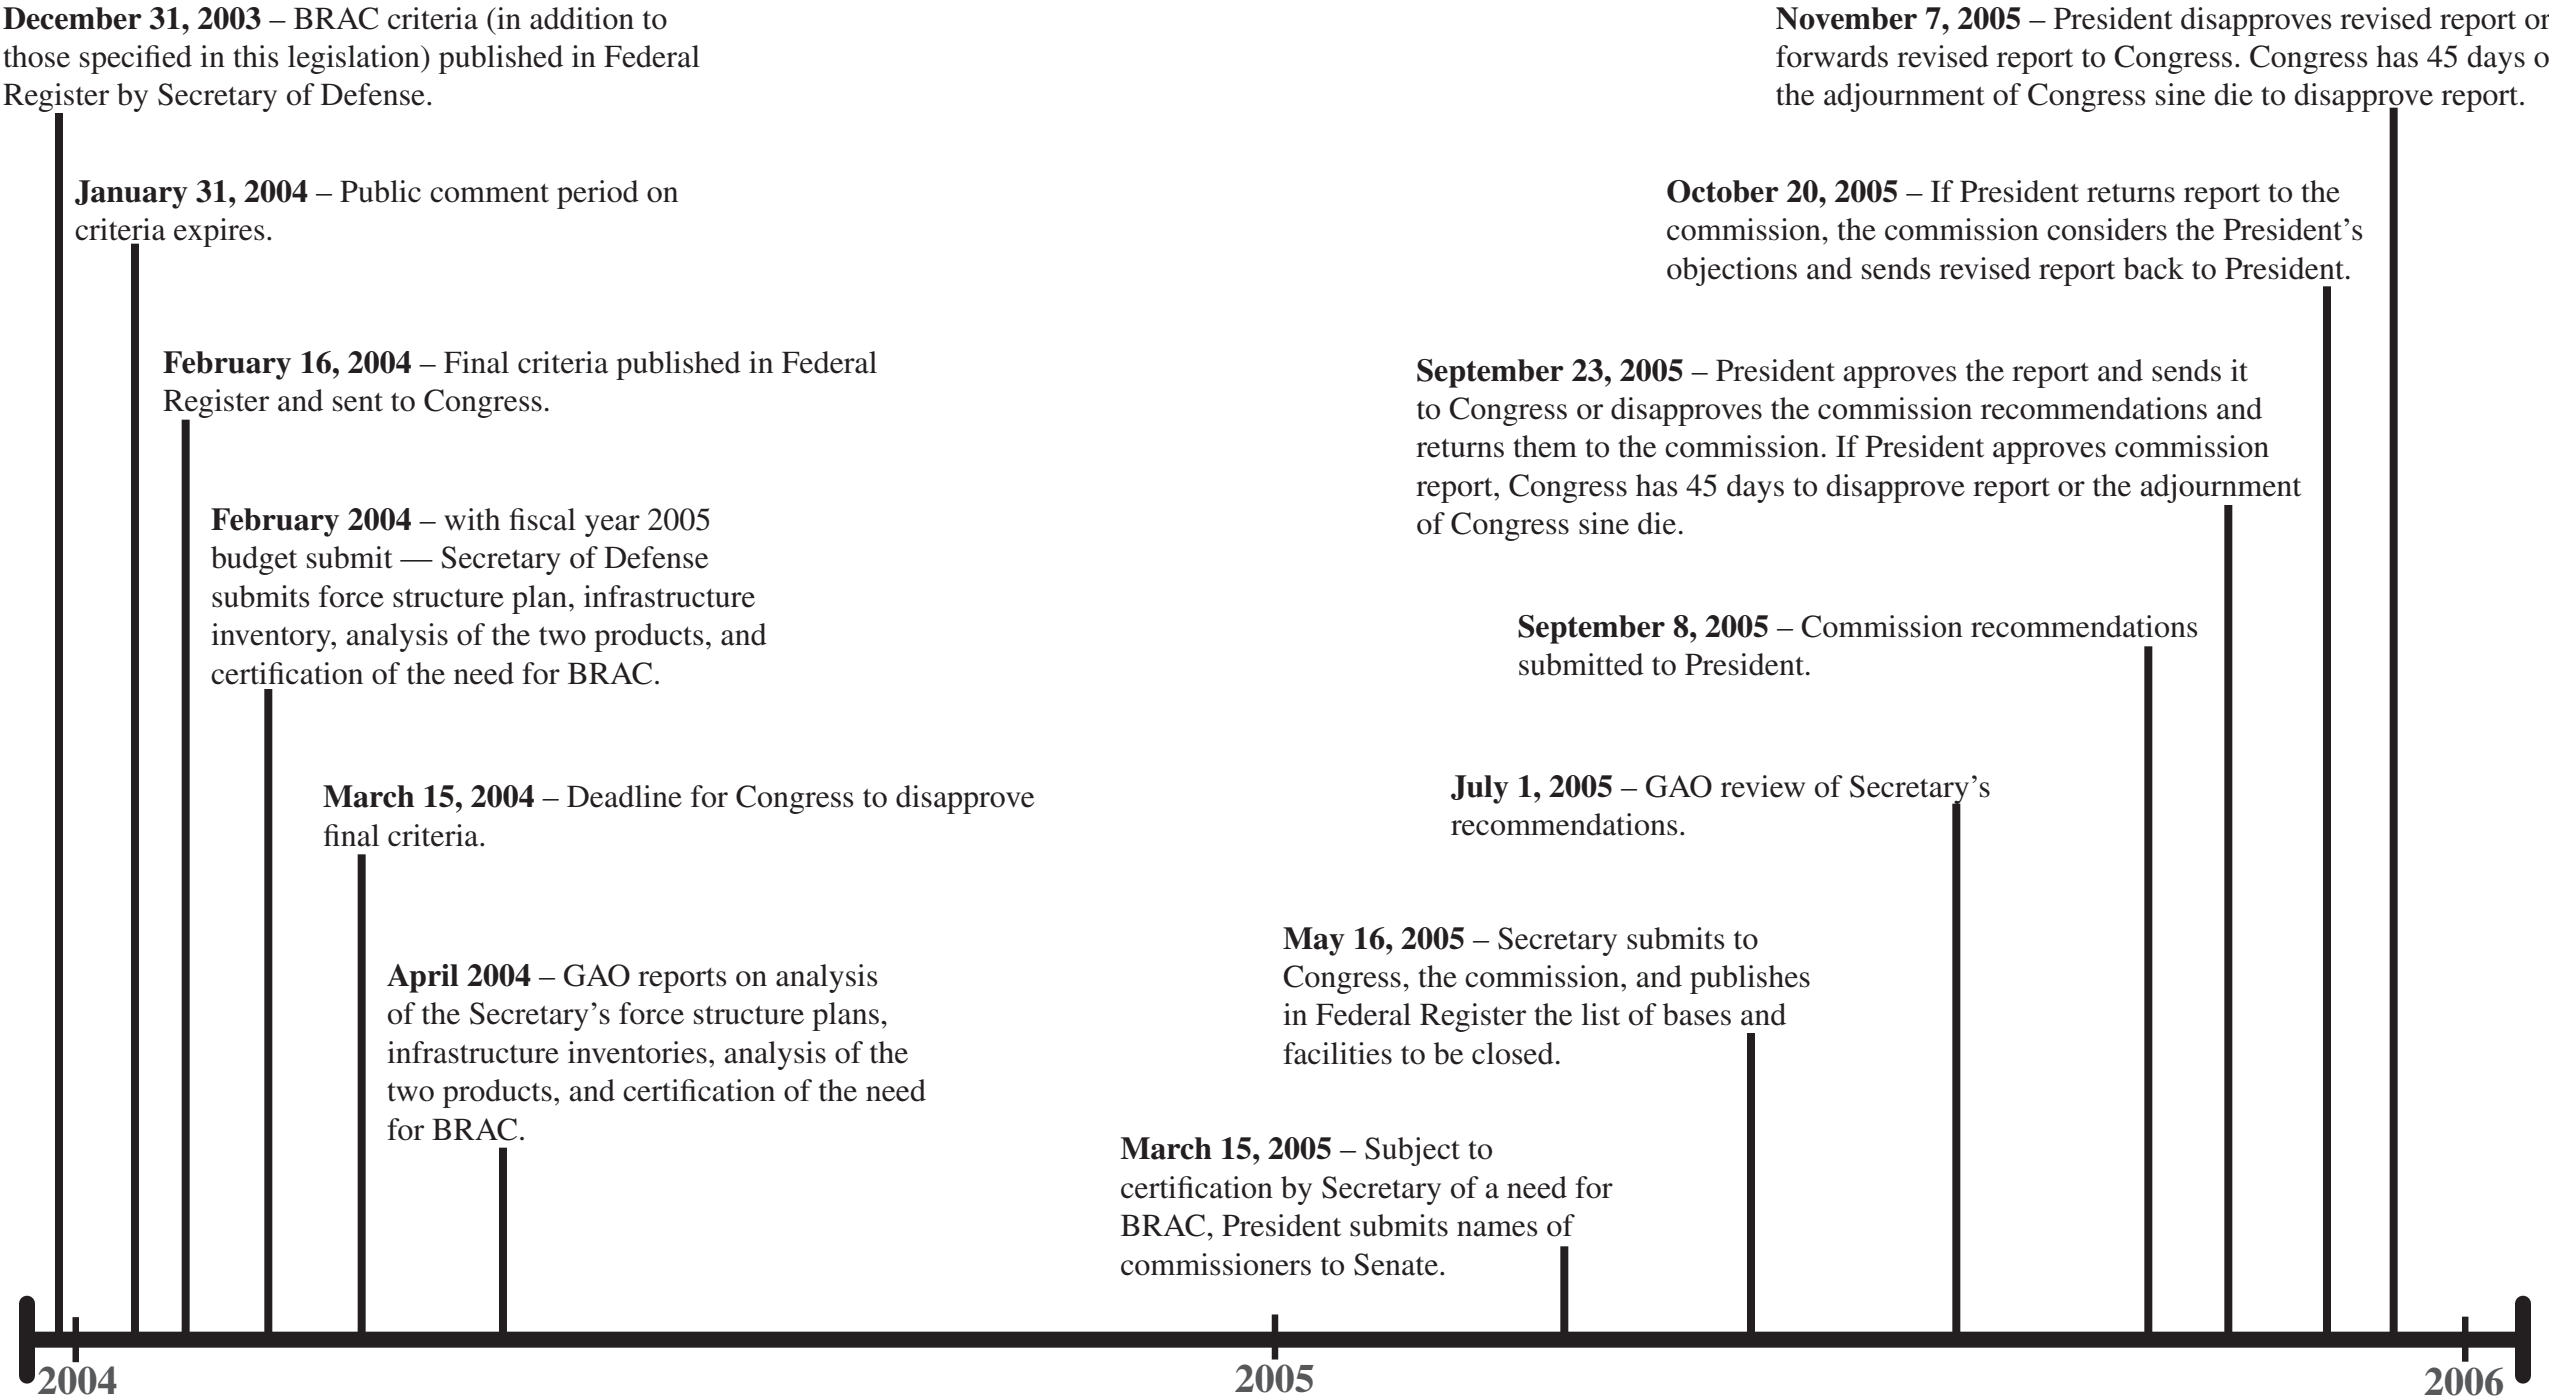 December 31, 2003 – BRAC criteria (in addition to
those specified in this legislation) published in Federal
Register by Secretary of Defense.
January 31, 2004 – Public comment period on
criteria expires.
February 16, 2004 – Final criteria published in Federal
Register and sent to Congress.
February 2004 – with fiscal year 2005
budget submit — Secretary of Defense
submits force structure plan, infrastructure
inventory, analysis of the two products, and
certification of the need for BRAC.
March 15, 2004 – Deadline for Congress to disapprove
final criteria.
April 2004 – GAO reports on analysis
of the Secretary’s force structure plans,
infrastructure inventories, analysis of the
two products, and certification of the need
for BRAC.
March 15, 2005 – Subject to
certification by Secretary of a need for
BRAC, President submits names of
commissioners to Senate.
May 16, 2005 – Secretary submits to
Congress, the commission, and publishes
in Federal Register the list of bases and
facilities to be closed.
July 1, 2005 – GAO review of Secretary’s
recommendations.
September 8, 2005 – Commission recommendations
submitted to President.
September 23, 2005 – President approves the report and sends it
to Congress or disapproves the commission recommendations and
returns them to the commission. If President approves commission
report, Congress has 45 days to disapprove report or the adjournment
of Congress sine die.
October 20, 2005 – If President returns report to the
commission, the commission considers the President’s
objections and sends revised report back to President.
November 7, 2005 – President disapproves revised report or
forwards revised report to Congress. Congress has 45 days o
the adjournment of Congress sine die to disapprove report.
2004
2005
2006